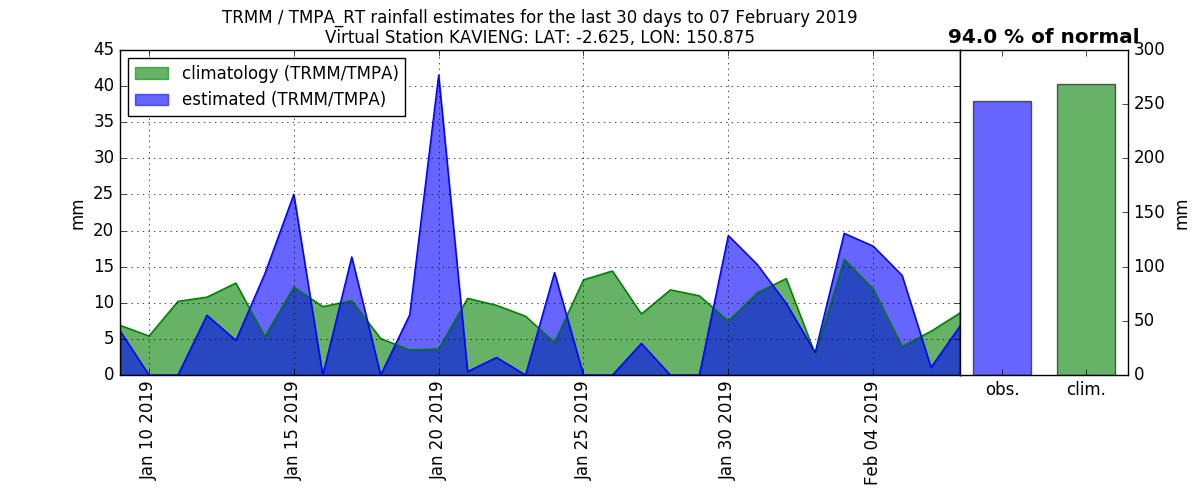 TRMM / TMPA_RT rainfall estimates for the last 30 days to 07 February 2019
Virtual Station KAVIENG: LAT: -2.625, LON: 150.875
94.0 % of normal
climatology (TRMM/TMPA)
estimated (TRMM/TMPA)
mm
45
40
35
30
25
20
15
10
5
0
Jan 10 2019
Jan 15 2019
Jan 20 2019
Jan 25 2019
Jan 30 2019
Feb 04 2019
obs.
clim.
300
250
200
150
100
50
0
mm